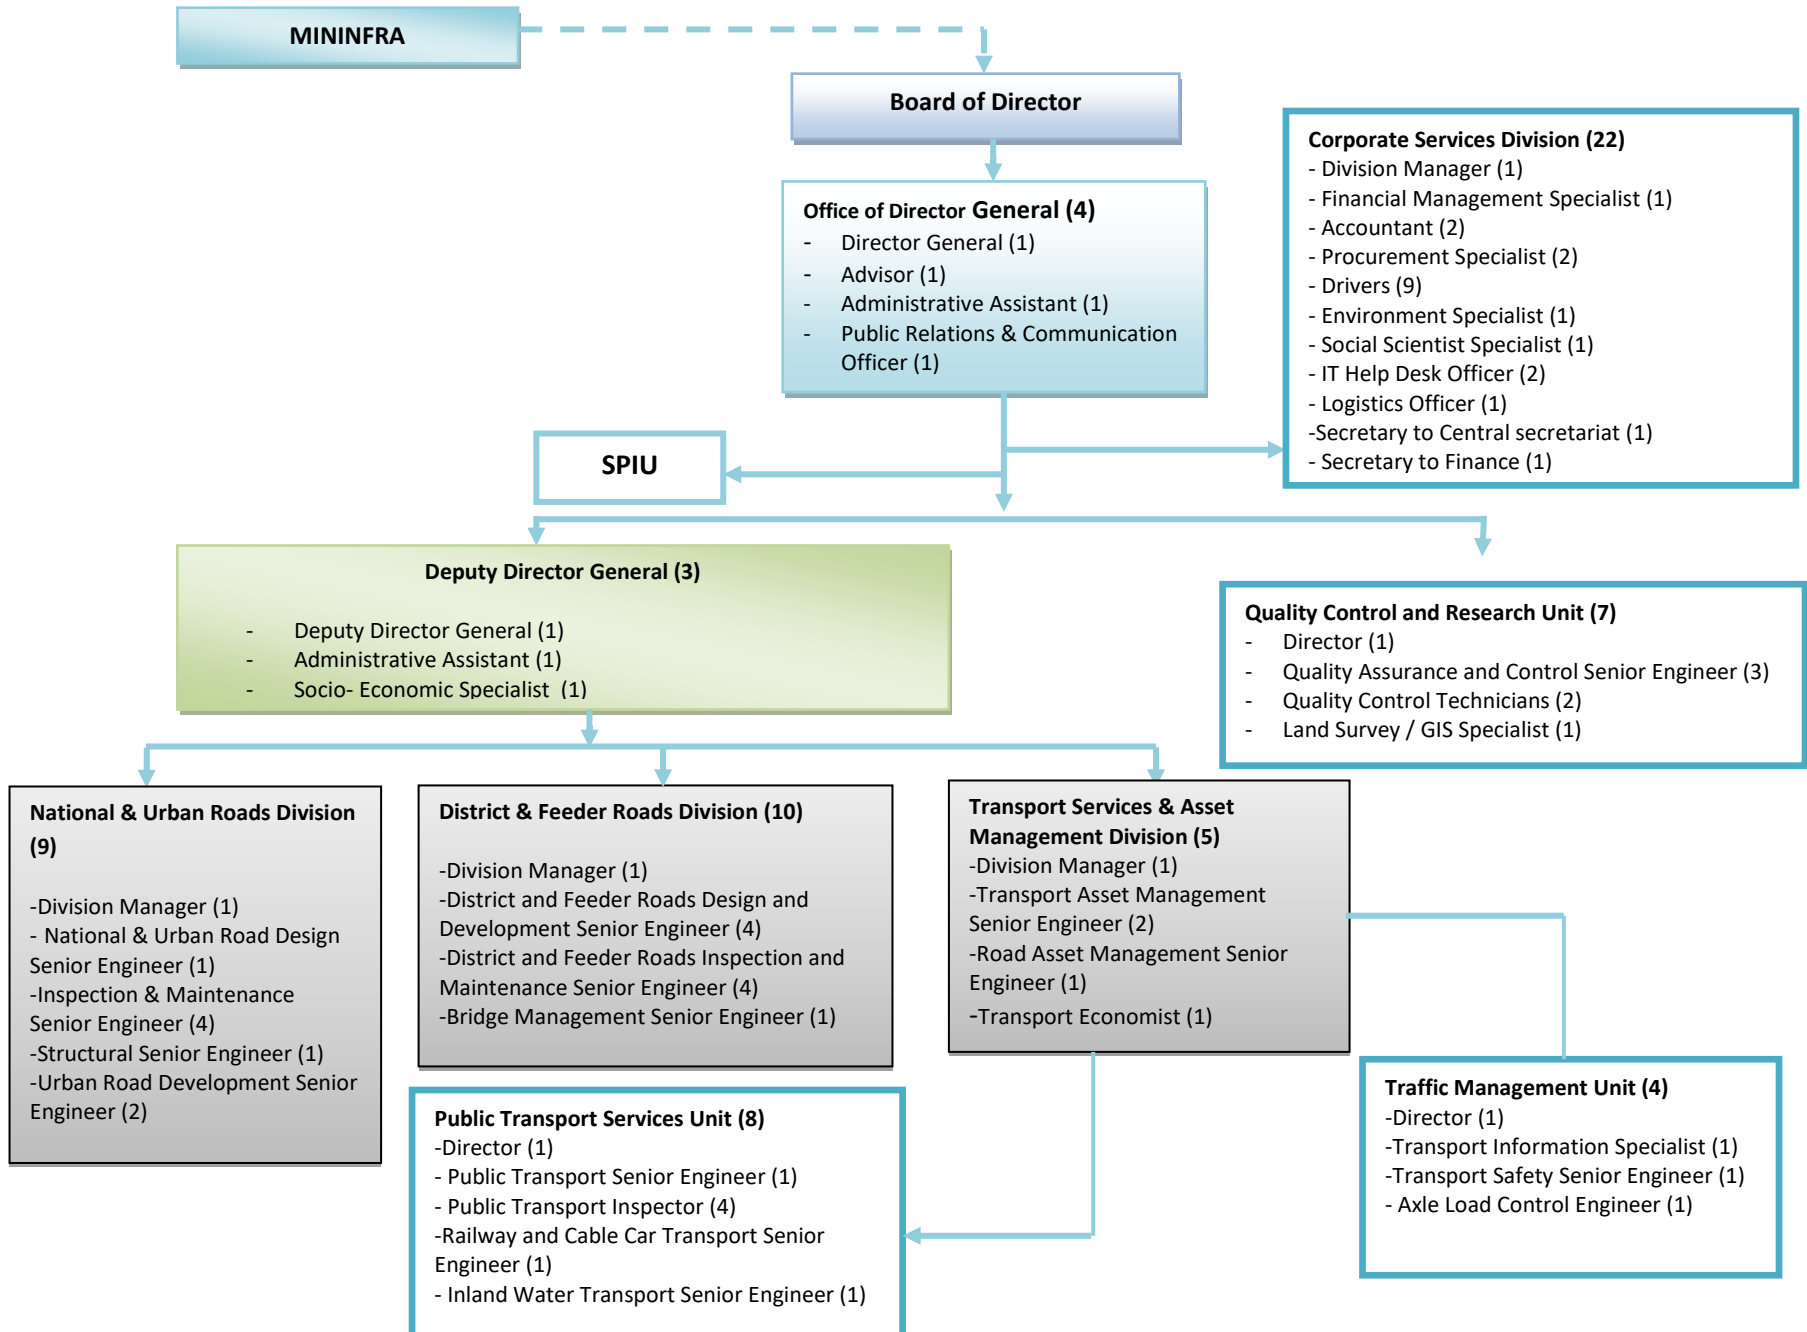 MININFRA
Board of Director
Corporate Services Division (22)
- Division Manager (1)
- Financial Management Specialist (1)
- Accountant (2)
- Procurement Specialist (2)
- Drivers (9)
- Environment Specialist (1)
- Social Scientist Specialist (1)
- IT Help Desk Officer (2)
- Logistics Officer (1)
-Secretary to Central secretariat (1)
- Secretary to Finance (1)
Office of Director General (4)
- Director General (1)
- Advisor (1)
- Administrative Assistant (1)
- Public Relations & Communication
Officer (1)
SPIU
Deputy Director General (3)
- Deputy Director General (1)
- Administrative Assistant (1)
- Socio- Economic Specialist (1)
Quality Control and Research Unit (7)
- Director (1)
- Quality Assurance and Control Senior Engineer (3)
- Quality Control Technicians (2)
- Land Survey / GIS Specialist (1)
National & Urban Roads Division
(9)
-Division Manager (1)
- National & Urban Road Design
Senior Engineer (1)
-Inspection & Maintenance
Senior Engineer (4)
-Structural Senior Engineer (1)
-Urban Road Development Senior
Engineer (2)
District & Feeder Roads Division (10)
-Division Manager (1)
-District and Feeder Roads Design and
Development Senior Engineer (4)
-District and Feeder Roads Inspection and
Maintenance Senior Engineer (4)
-Bridge Management Senior Engineer (1)
Transport Services & Asset
Management Division (5)
-Division Manager (1)
-Transport Asset Management
Senior Engineer (2)
-Road Asset Management Senior
Engineer (1)
-Transport Economist (1)
Public Transport Services Unit (8)
-Director (1)
- Public Transport Senior Engineer (1)
- Public Transport Inspector (4)
-Railway and Cable Car Transport Senior
Engineer (1)
- Inland Water Transport Senior Engineer (1)
Traffic Management Unit (4)
-Director (1)
-Transport Information Specialist (1)
-Transport Safety Senior Engineer (1)
- Axle Load Control Engineer (1)